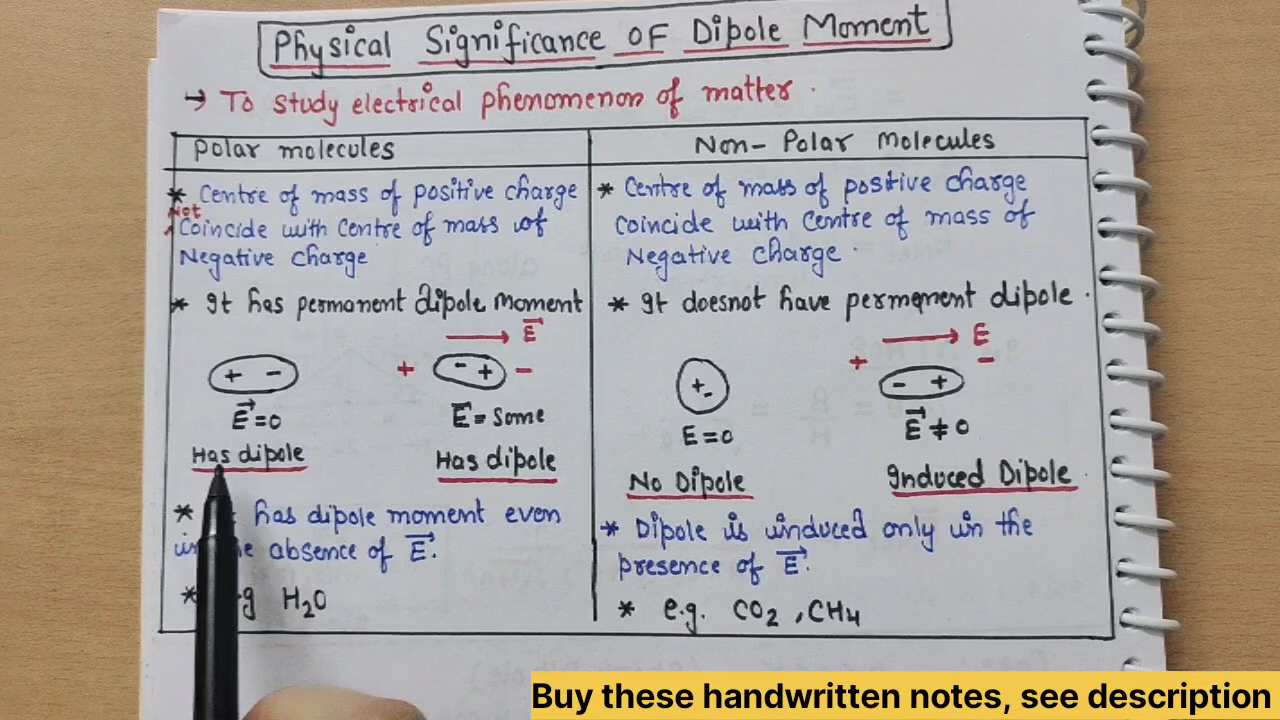 Physical Significance OF Dipole Moment
→ To study electrical phenomenon of matter.
Polar molecules
* Centre of mass of positive charge
Not
Coincide with centre of mass of
Negative charge
* It has permanent dipole moment
E
+ -
+
- +
-
E=0
E=Some
Has dipole
Has dipole
* has dipole moment even
absence of E.
H2O
Non-Polar Molecules
* Centre of mass of positive charge
coincide with centre of mass of
Negative charge.
* It doesnot have permenent dipole.
E
+ -
+
- +
-
E=0
E≠0
No Dipole
Induced Dipole
* Dipole is induced only in the
presence of E.
* e.g. CO2, CH4
Buy these handwritten notes, see description